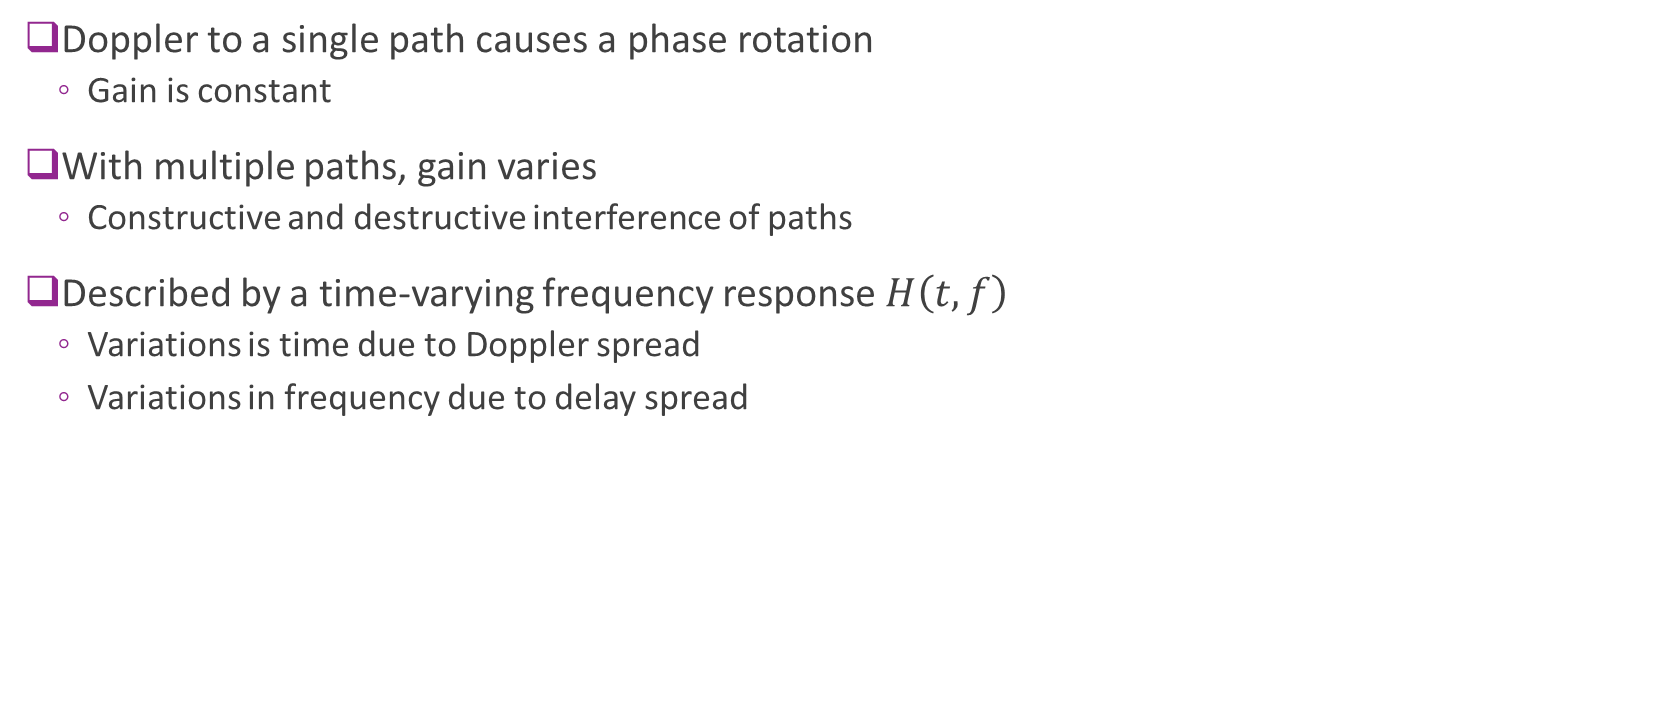 ❑Doppler to a single path causes a phase rotation
◦ Gain is constant
❑With multiple paths, gain varies
◦ Constructive and destructive interference of paths
❑Described by a time-varying frequency response 𝐻(𝑡, 𝑓)
◦ Variations is time due to Doppler spread
◦ Variations in frequency due to delay spread